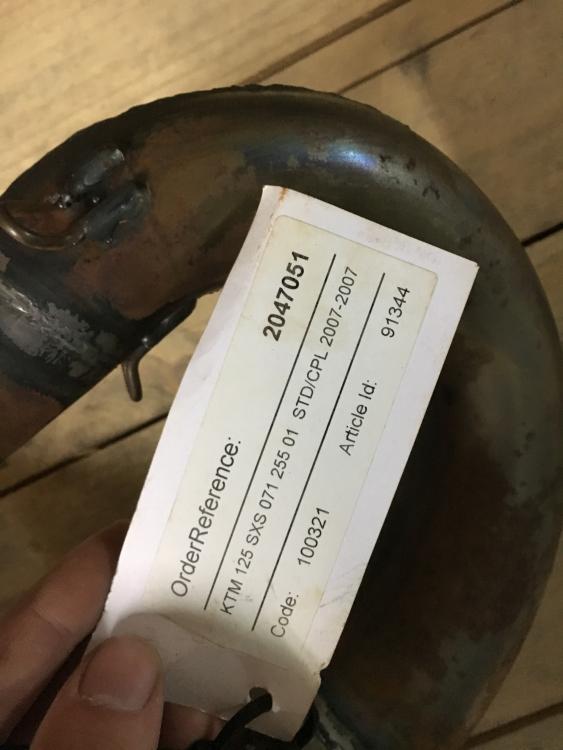 OrderReference: 2047051
KTM 125 SXS 071 255 01 STD/CPL 2007-2007
Code: 100321 Article Id: 91344